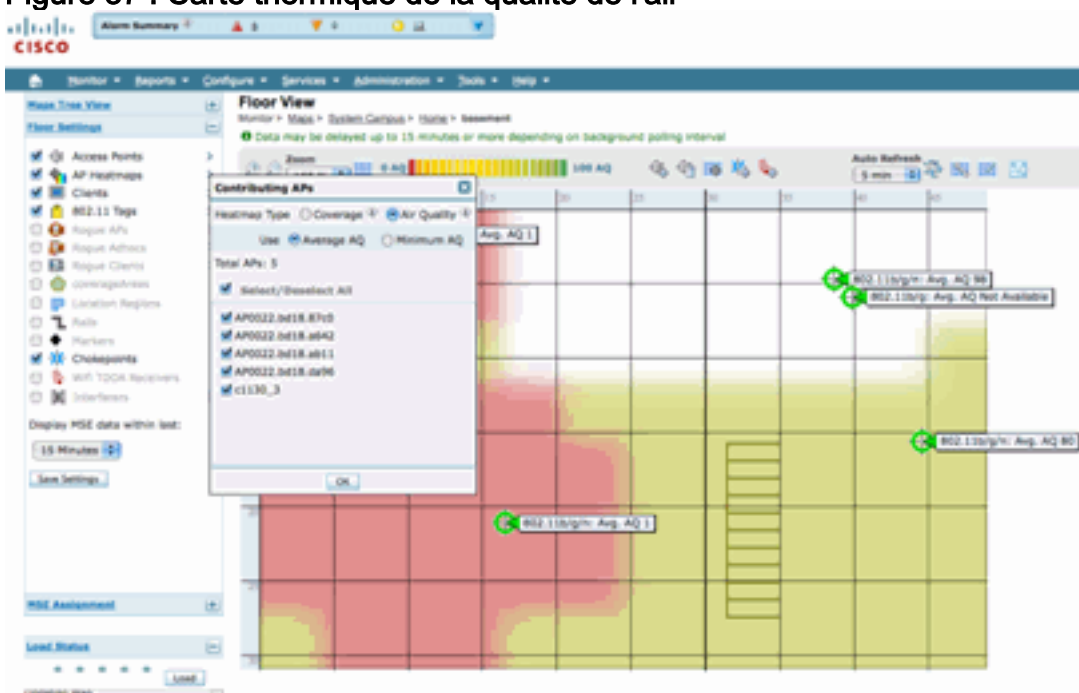 Figure 37 : Carte thermique de la qualité de l'air
Alarm Summary
CISCO
Monitor Reports Configure Services Administration Tools Help
Maps Tree View
Floor Settings
Access Points
AP Heatmaps
Clients
802.11 Tags
Rogue APs
Rogue Adhocs
Rogue Clients
CoverageAreas
Location Regions
Rails
Markers
Chokepoints
WiFi TDOA Receivers
Interferers
Display MSE data within last:
15 Minutes
Save Settings
MSE Assignment
Load Status
Load
Floor View
Monitor > Maps > System Campus > Home > basement
Data may be delayed up to 15 minutes or more depending on background polling interval
Zoom
0 AQ
100 AQ
Auto Refresh
5 min
Contributing APs
Heatmap Type Coverage Air Quality
Use Average AQ Minimum AQ
Total APs: 5
Select/Deselect All
AP0022.bd18.87c0
AP0022.bd18.a642
AP0022.bd18.ab11
AP0022.bd18.da96
c1130_3
OK
Avg. AQ 1
802.11b/g/n: Avg. AQ 98
802.11b/g: Avg. AQ Not Available
802.11b/g/n: Avg. AQ 80
802.11b/g/n: Avg. AQ 1